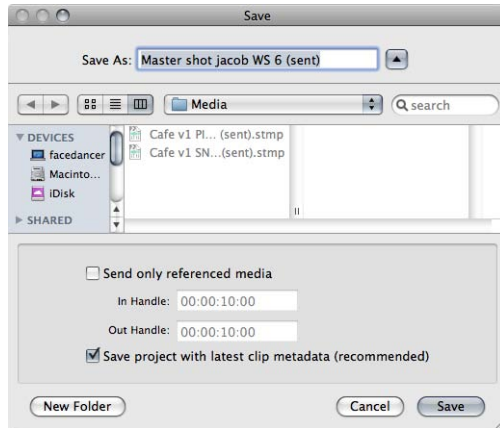 Save
Save As: Master shot jacob WS 6 (sent)
Media
search
DEVICES
facedancer
Macinto...
iDisk
SHARED
Cafe v1 PI... (sent).stmp
Cafe v1 SN...(sent).stmp
Send only referenced media
In Handle: 00:00:10:00
Out Handle: 00:00:10:00
Save project with latest clip metadata (recommended)
New Folder
Cancel
Save